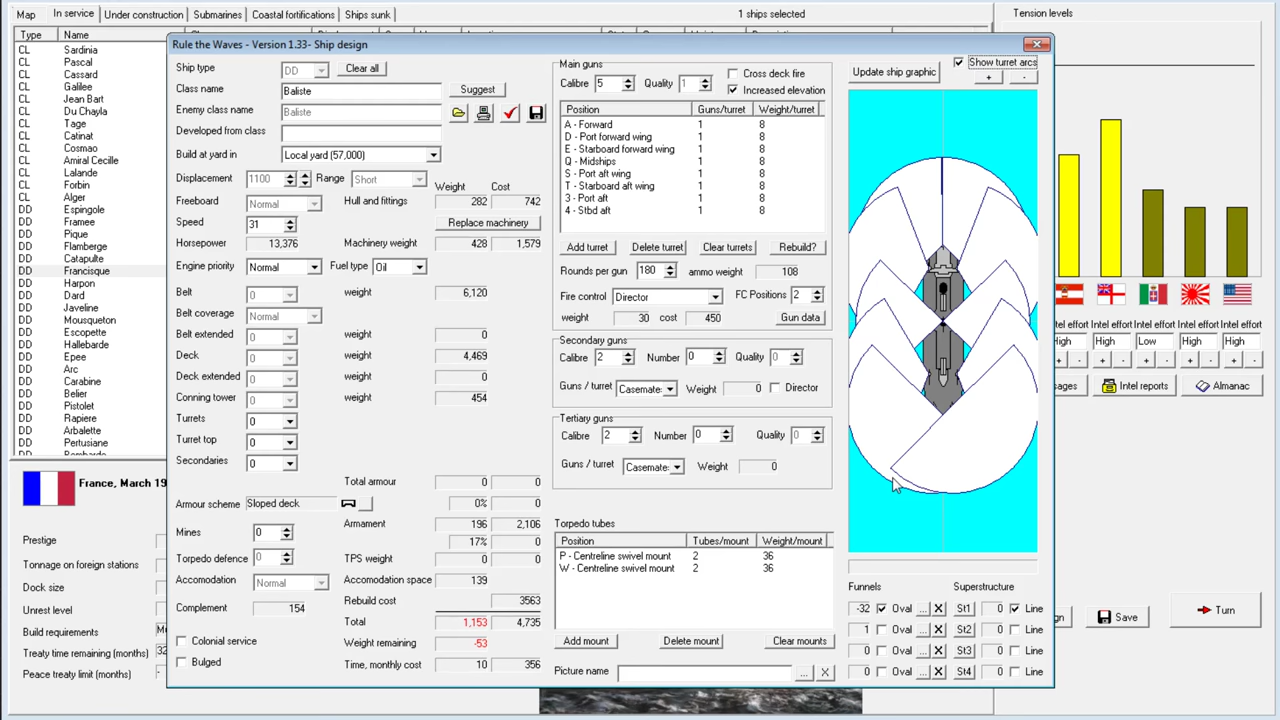 Map In service Under construction Submarines Coastal fortifications Ships sunk 1 ships selected Tension levels
Type Name
CL Sardinia
CL Pascal
CL Cassard
CL Galilee
CL Jean Bart
CL Du Chayla
CL Tage
CL Catinat
CL Cosmao
CL Amiral Cecille
CL Lalande
CL Forbin
CL Alger
DD Espingole
DD Framee
DD Pique
DD Flamberge
DD Catapulte
DD Francisque
DD Harpon
DD Dard
DD Javeline
DD Mousqueton
DD Escopette
DD Hallebarde
DD Epee
DD Arc
DD Carabine
DD Belier
DD Pistolet
DD Rapiere
DD Arbalette
DD Pertusiane
France, March 19
Prestige
Tonnage on foreign stations
Dock size
Unrest level
Build requirements
Treaty time remaining (months) 32
Peace treaty limit (months) -
Rule the Waves - Version 1.33- Ship design
Ship type DD Clear all
Class name Baliste Suggest
Enemy class name Baliste
Developed from class
Build at yard in Local yard (57,000)
Displacement 1100 Range Short Weight Cost
Freeboard Normal Hull and fittings 282 742
Speed 31 Replace machinery
Horsepower 13,376 Machinery weight 428 1,579
Engine priority Normal Fuel type Oil
Belt 0 weight 6,120
Belt coverage Normal
Belt extended 0 weight 0
Deck 0 weight 4,469
Deck extended 0 weight 0
Conning tower 0 weight 454
Turrets 0
Turret top 0
Secondaries 0
Total armour 0 0
Armour scheme Sloped deck 0% 0
Mines 0 Armament 196 2,106
17%
Torpedo defence 0 TPS weight 0 0
Accomodation Normal Accomodation space 139
Rebuild cost 3563
Complement 154 Total 1,153 4,735
Colonial service Weight remaining -53
Bulged Time, monthly cost 10 356
Main guns
Calibre 5 Quality 1 Cross deck fire
Increased elevation
Position Guns/turret Weight/turret
A - Forward 1 8
D - Port forward wing 1 8
E - Starboard forward wing 1 8
Q - Midships 1 8
S - Port aft wing 1 8
T - Starboard aft wing 1 8
3 - Port aft 1 8
4 - Stbd aft 1 8
Add turret Delete turret Clear turrets Rebuild?
Rounds per gun 180 ammo weight 108
Fire control Director FC Positions 2
weight 30 cost 450 Gun data
Secondary guns
Calibre 2 Number 0 Quality 0
Guns / turret Casemate: Weight 0 Director
Tertiary guns
Calibre 2 Number 0 Quality 0
Guns / turret Casemate: Weight 0
Torpedo tubes
Position Tubes/mount Weight/mount
P - Centreline swivel mount 2 36
W - Centreline swivel mount 2 36
Add mount Delete mount Clear mounts
Picture name ... X
Update ship graphic Show turret arcs
+ -
Funnels Superstructure
-32 Oval ... X St1 0 Line
1 Oval ... X St2 0 Line
0 Oval ... X St3 0 Line
0 Oval ... X St4 0 Line
Intel effort Intel effort Intel effort Intel effort
High High Low High High
+ - + - + - + - + -
Intel reports Almanac
Save Turn